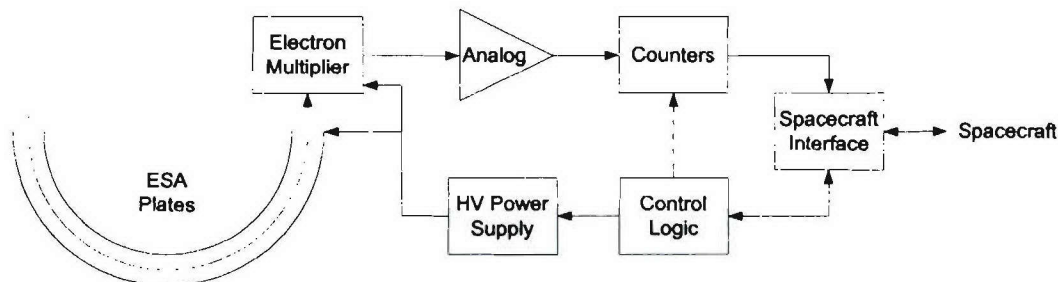 Electron
Multiplier
Analog
Counters
Spacecraft
Interface
Spacecraft
ESA
Plates
HV Power
Supply
Control
Logic